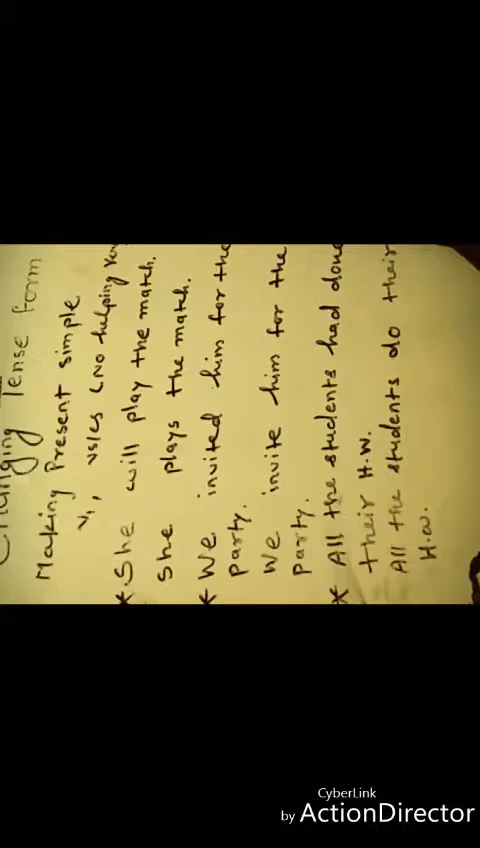 Changing Tense Form
Making Present simple
V1, Vs/es (No helping Ver
* She will play the match.
She plays the match.
* We invited him for the
party.
We invite him for the
party.
* All the students had done
their H.W.
All the students do their
H.W.
CyberLink
by ActionDirector